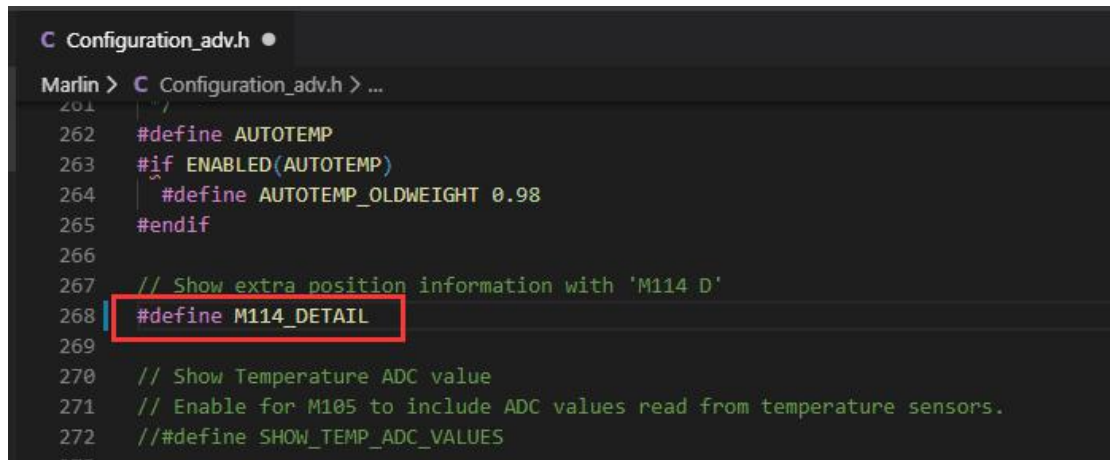 C Configuration_adv.h ●
Marlin > C Configuration_adv.h > ...
261 */
262 #define AUTOTEMP
263 #if ENABLED(AUTOTEMP)
264 #define AUTOTEMP_OLDWEIGHT 0.98
265 #endif
266
267 // Show extra position information with 'M114 D'
268 #define M114_DETAIL
269
270 // Show Temperature ADC value
271 // Enable for M105 to include ADC values read from temperature sensors.
272 //#define SHOW_TEMP_ADC_VALUES